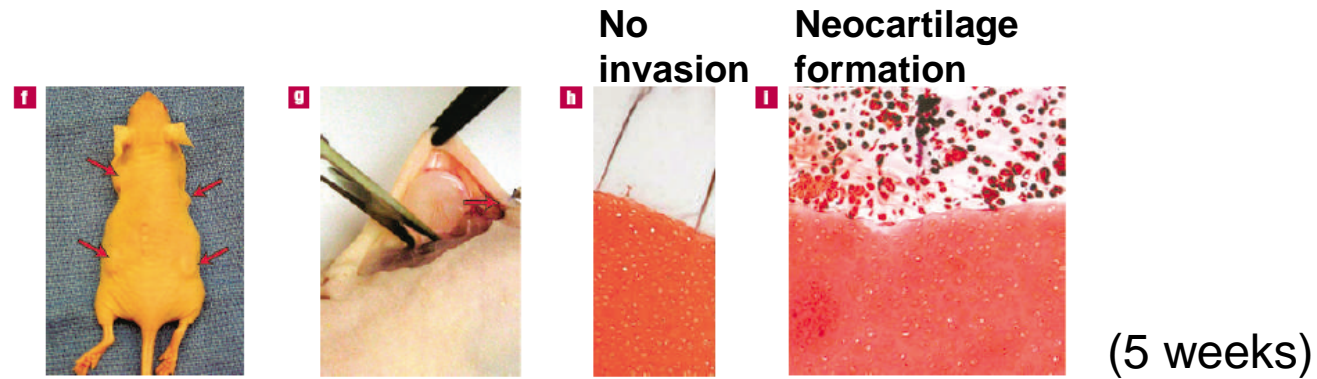 No
invasion
Neocartilage
formation
f
g
h
i
(5 weeks)